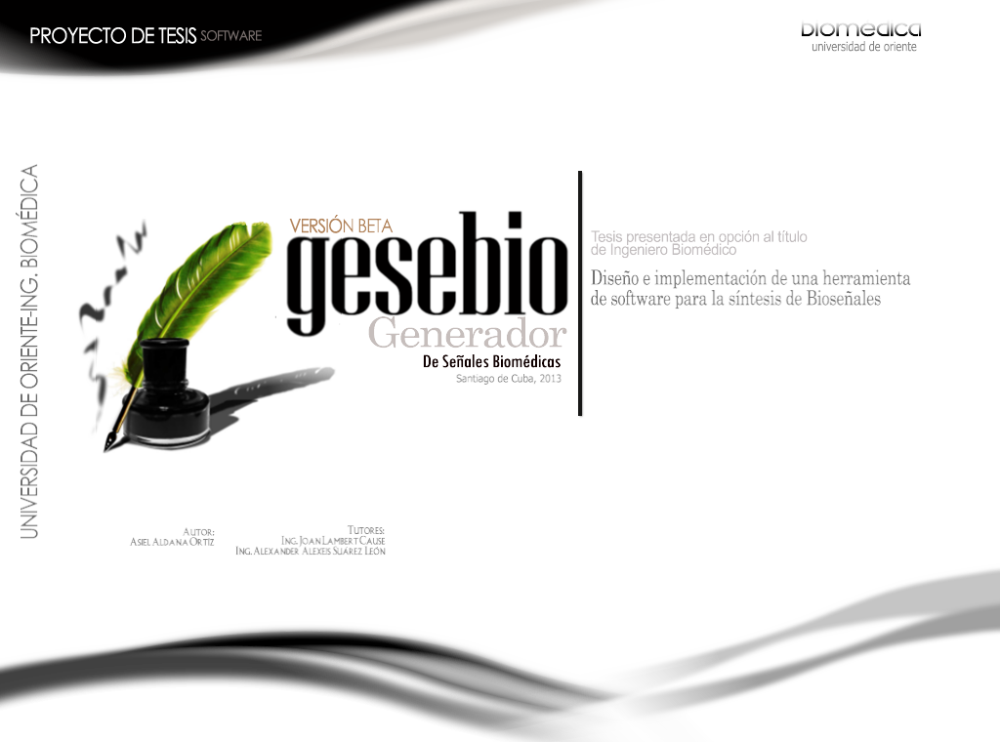 PROYECTO DE TESIS SOFTWARE
biomedica
universidad de oriente
UNIVERSIDAD DE ORIENTE-ING. BIOMÉDICA
VERSIÓN BETA
gesebio
Generador
De Señales Biomédicas
Santiago de Cuba, 2013
Tesis presentada en opción al título
de Ingeniero Biomédico
Diseño e implementación de una herramienta
de software para la síntesis de Bioseñales
AUTOR:
ASIEL ALDANA ORTIZ
TUTORES:
ING. JOAN LAMBERT CAUSE
ING. ALEXANDER ALEXEIS SUÁREZ LEÓN